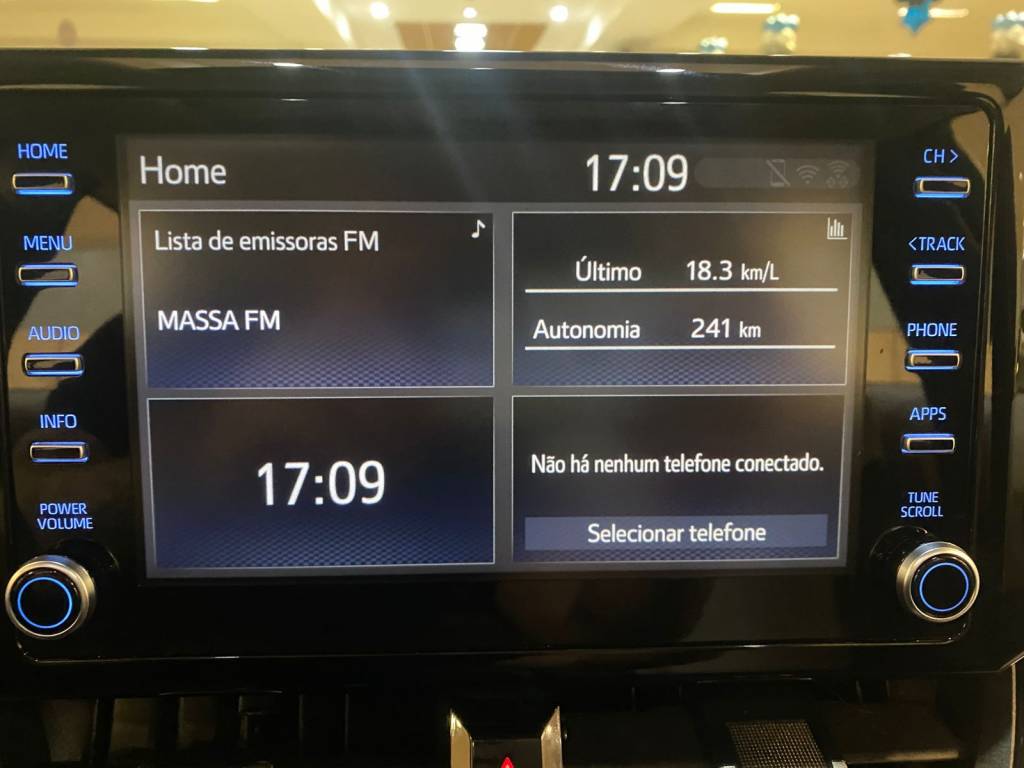 Home 17:09
HOME
MENU
AUDIO
INFO
POWER
VOLUME
Lista de emissoras FM
MASSA FM
Último 18.3 km/L
Autonomia 241 km
17:09
Não há nenhum telefone conectado.
Selecionar telefone
CH >
< TRACK
PHONE
APPS
TUNE
SCROLL